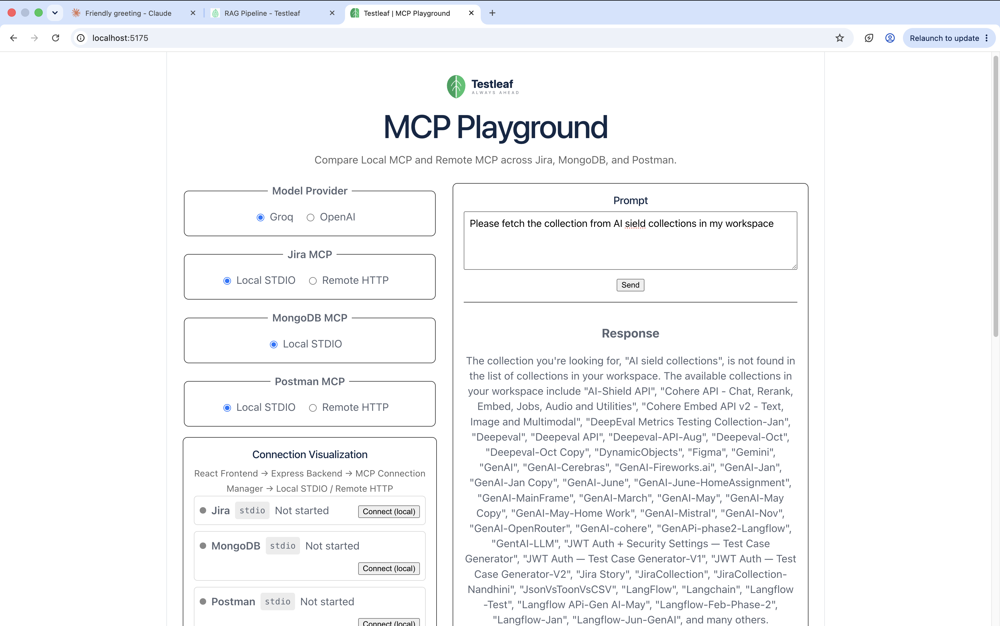 Friendly greeting - Claude
RAG Pipeline - Testleaf
Testleaf | MCP Playground
localhost:5175
Relaunch to update
Testleaf
ALWAYS AHEAD
MCP Playground
Compare Local MCP and Remote MCP across Jira, MongoDB, and Postman.
Model Provider
Groq
OpenAI
Jira MCP
Local STDIO
Remote HTTP
MongoDB MCP
Local STDIO
Postman MCP
Local STDIO
Remote HTTP
Connection Visualization
React Frontend → Express Backend → MCP Connection
Manager → Local STDIO / Remote HTTP
Jira stdio Not started
Connect (local)
MongoDB stdio Not started
Connect (local)
Postman stdio Not started
Connect (local)
Prompt
Please fetch the collection from AI sield collections in my workspace
Send
Response
The collection you're looking for, "AI sield collections", is not found in
the list of collections in your workspace. The available collections in
your workspace include "AI-Shield API", "Cohere API - Chat, Rerank,
Embed, Jobs, Audio and Utilities", "Cohere Embed API v2 - Text,
Image and Multimodal", "DeepEval Metrics Testing Collection-Jan",
"Deepeval", "Deepeval API", "Deepeval-API-Aug", "Deepeval-Oct",
"Deepeval-Oct Copy", "DynamicObjects", "Figma", "Gemini",
"GenAI", "GenAI-Cerebras", "GenAI-Fireworks.ai", "GenAI-Jan",
"GenAI-Jan Copy", "GenAI-June", "GenAI-June-HomeAssignment",
"GenAI-MainFrame", "GenAI-March", "GenAI-May", "GenAI-May
Copy", "GenAI-May-Home Work", "GenAI-Mistral", "GenAI-Nov",
"GenAI-OpenRouter", "GenAI-cohere", "GenAPi-phase2-Langflow",
"GentAI-LLM", "JWT Auth + Security Settings — Test Case
Generator", "JWT Auth — Test Case Generator-V1", "JWT Auth — Test
Case Generator-V2", "Jira Story", "JiraCollection", "JiraCollection-
Nandhini", "JsonVsToonVsCSV", "LangFlow", "Langchain", "Langflow
-Test", "Langflow APi-Gen AI-May", "Langflow-Feb-Phase-2",
"Langflow-Jan", "Langflow-Jun-GenAI", and many others.